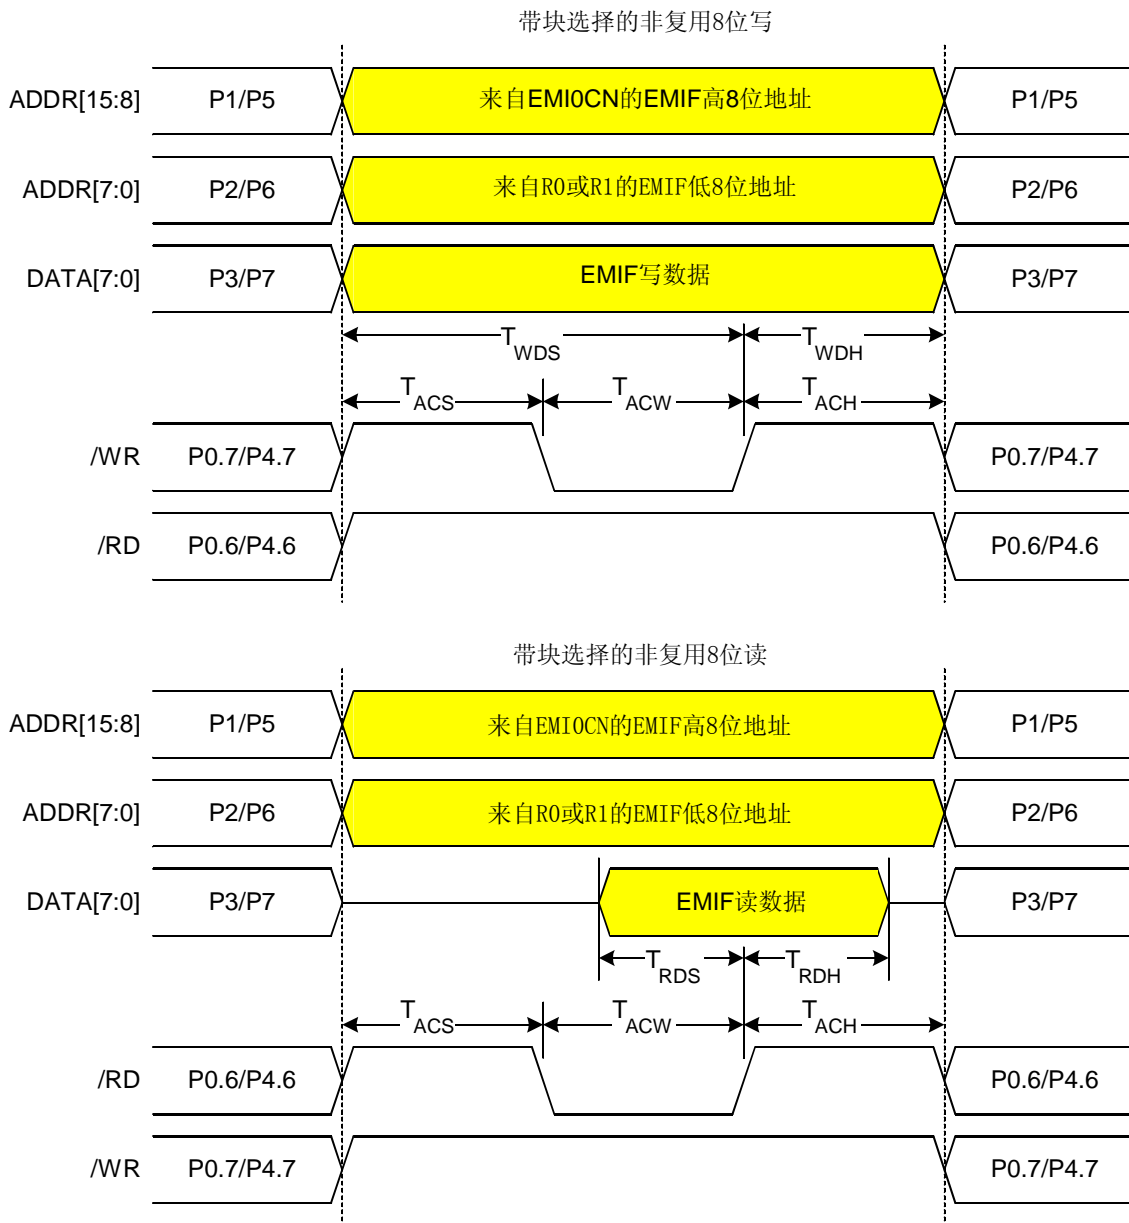 带块选择的非复用8位写
ADDR[15:8] P1/P5 来自EMI0CN的EMIF高8位地址 P1/P5
ADDR[7:0] P2/P6 来自R0或R1的EMIF低8位地址 P2/P6
DATA[7:0] P3/P7 EMIF写数据 P3/P7
TWDS TWDH
TACS TACW TACH
/WR P0.7/P4.7 P0.7/P4.7
/RD P0.6/P4.6 P0.6/P4.6
带块选择的非复用8位读
ADDR[15:8] P1/P5 来自EMI0CN的EMIF高8位地址 P1/P5
ADDR[7:0] P2/P6 来自R0或R1的EMIF低8位地址 P2/P6
DATA[7:0] P3/P7 EMIF读数据 P3/P7
TRDS TRDH
TACS TACW TACH
/RD P0.6/P4.6 P0.6/P4.6
/WR P0.7/P4.7 P0.7/P4.7